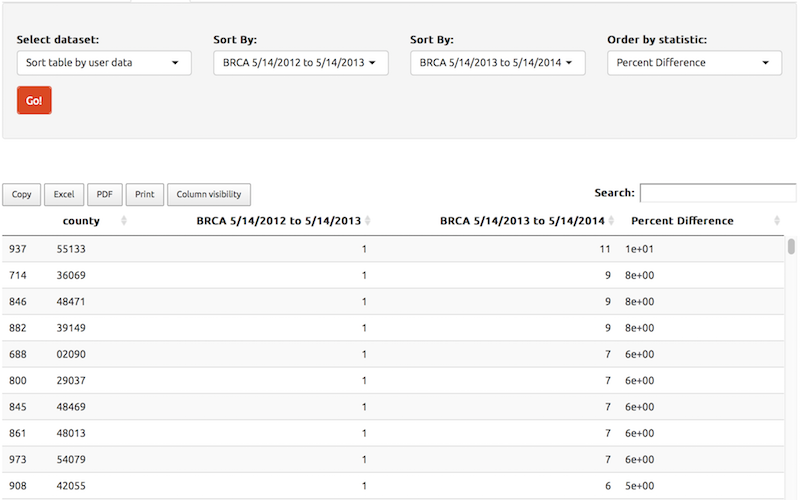 Select dataset: Sort By: Sort By: Order by statistic:
Sort table by user data BRCA 5/14/2012 to 5/14/2013 BRCA 5/14/2013 to 5/14/2014 Percent Difference
Go!
Copy Excel PDF Print Column visibility Search:
county BRCA 5/14/2012 to 5/14/2013 BRCA 5/14/2013 to 5/14/2014 Percent Difference
937 55133 1 11 1e+01
714 36069 1 9 8e+00
846 48471 1 9 8e+00
882 39149 1 9 8e+00
688 02090 1 7 6e+00
800 29037 1 7 6e+00
845 48469 1 7 6e+00
861 48013 1 7 6e+00
973 54079 1 7 6e+00
908 42055 1 6 5e+00